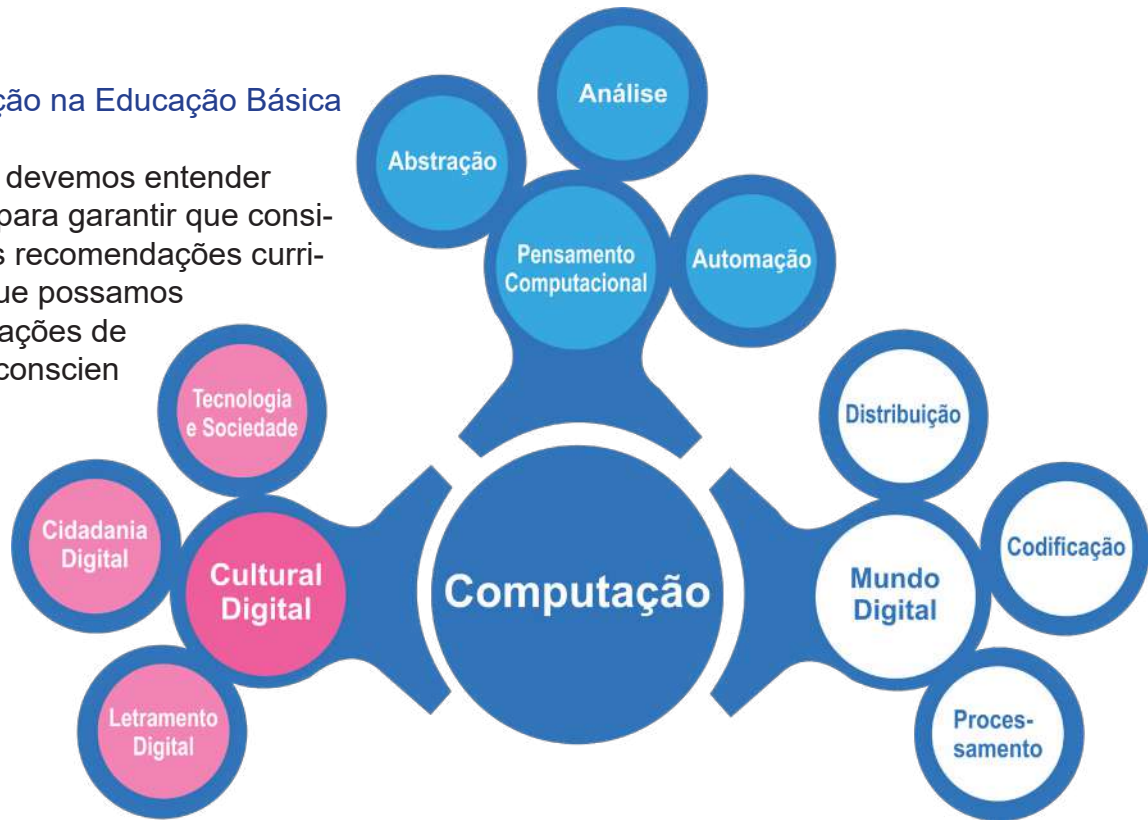 ção na Educação Básica
devemos entender
para garantir que consi-
s recomendações curri-
ue possamos
ações de
conscien
Análise
Abstração
Pensamento
Computacional
Automação
Tecnologia
e Sociedade
Cidadania
Digital
Cultural
Digital
Letramento
Digital
Computação
Distribuição
Mundo
Digital
Codificação
Proces-
samento